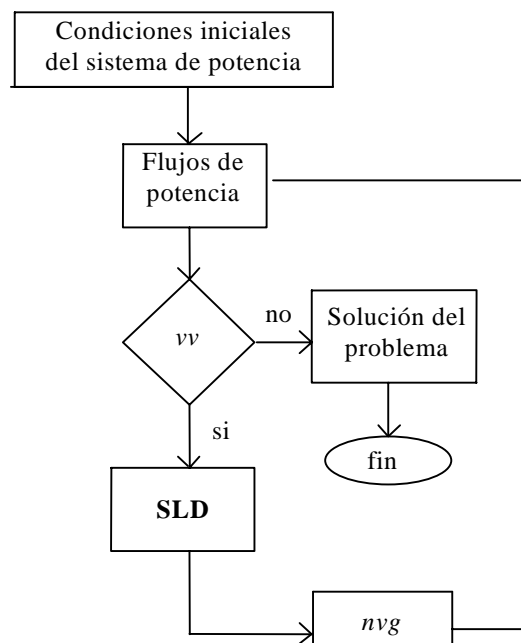 Condiciones iniciales
del sistema de potencia
Flujos de
potencia
vv
no
Solución del
problema
si
fin
SLD
nvg